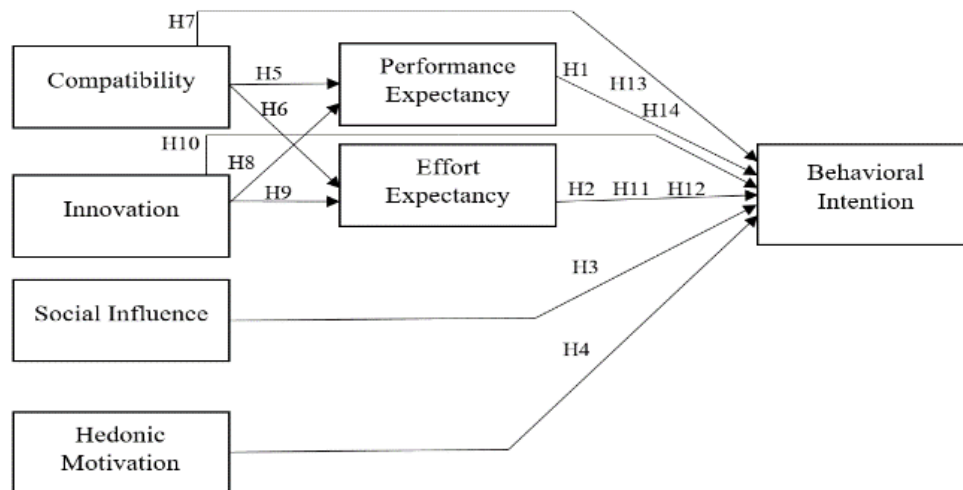 H7
Compatibility
H5
H6
Performance
Expectancy
H1
H13
H14
H10
H8
Innovation
H9
Effort
Expectancy
H2 H11 H12
Behavioral
Intention
Social Influence
H3
H4
Hedonic
Motivation